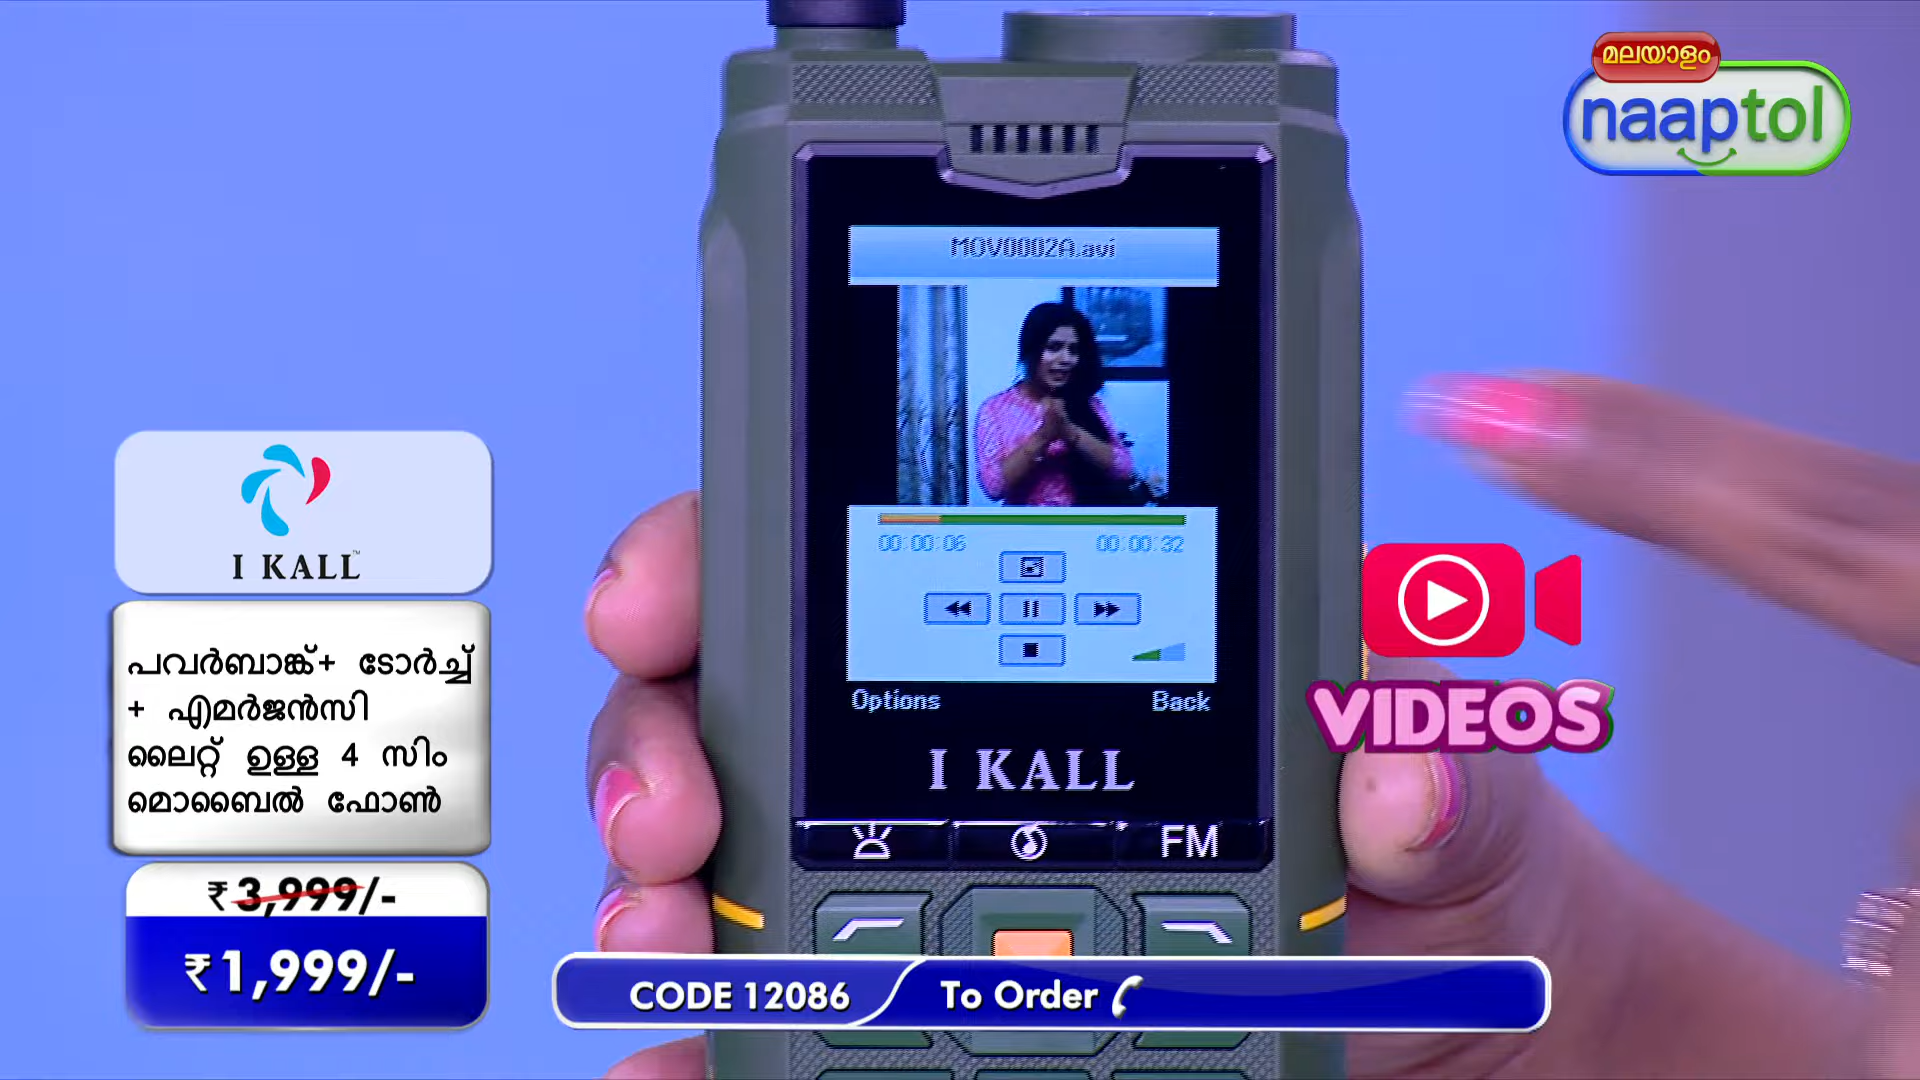 മലയാളം
naaptol
MOV0002A.avi
00:00:06 00:00:32
Options Back
I KALL
FM
VIDEOS
I KALL™
പവർബാങ്ക്+ ടോർച്ച്
+ എമർജൻസി
ലൈറ്റ് ഉള്ള 4 സിം
മൊബൈൽ ഫോൺ
₹3,999/-
₹1,999/-
CODE 12086 To Order